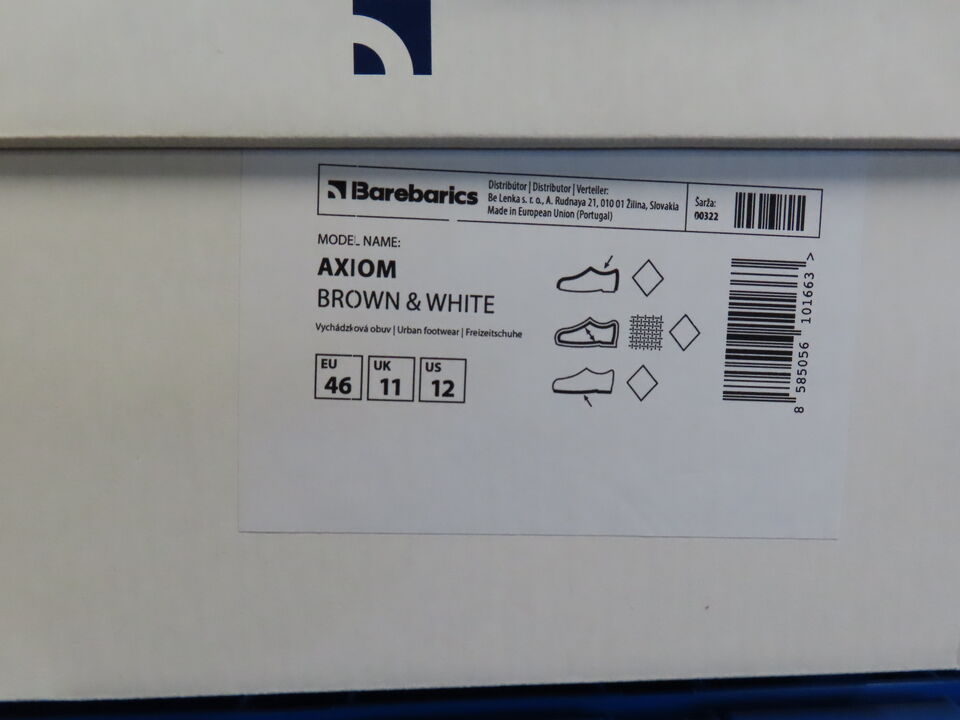 Barebarics
Distribútor | Distributor | Verteiler:
Be Lenka s. r. o., A. Rudnaya 21, 010 01 Žilina, Slovakia
Made in European Union (Portugal)
Šarža:
00322
MODEL NAME:
AXIOM
BROWN & WHITE
Vychádzková obuv | Urban footwear | Freizeitschuhe
EU
46
UK
11
US
12
8 585056 101663 >